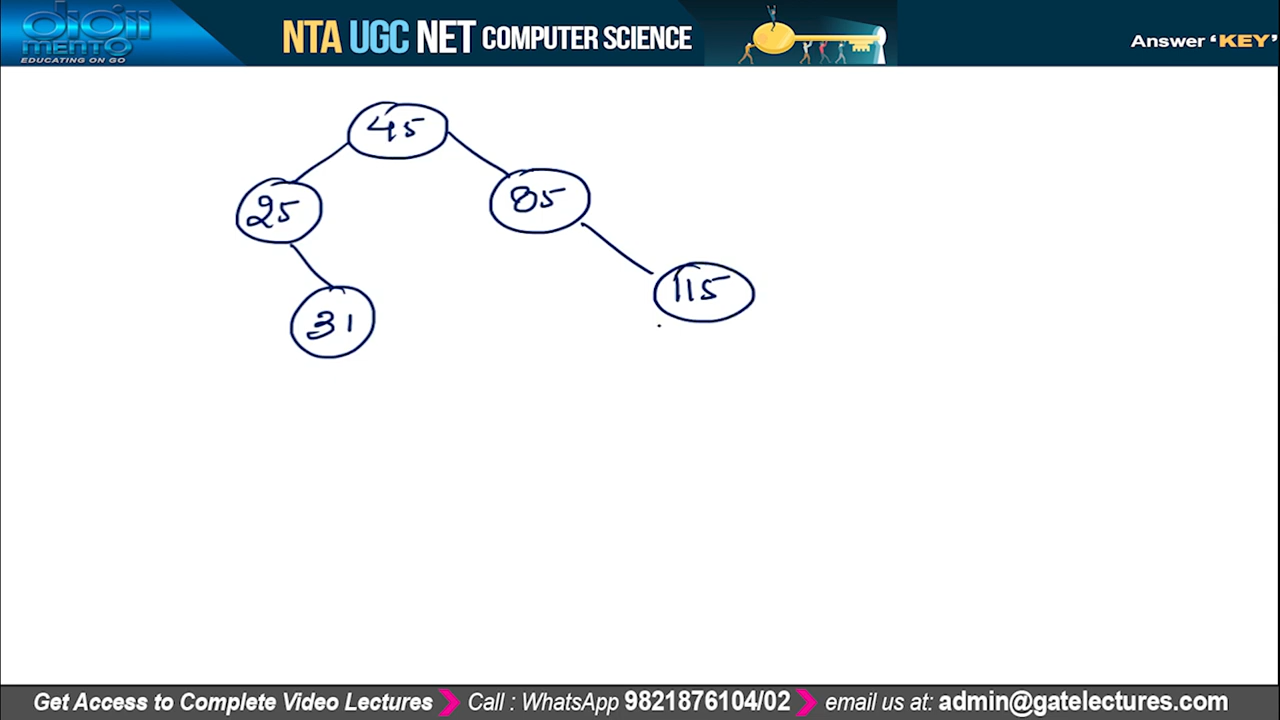 diGii
MENTO
EDUCATING ON GO
NTA UGC NET COMPUTER SCIENCE
Answer ‘KEY’
45
25
85
31
115
Get Access to Complete Video Lectures
Call : WhatsApp 9821876104/02
email us at: admin@gatelectures.com